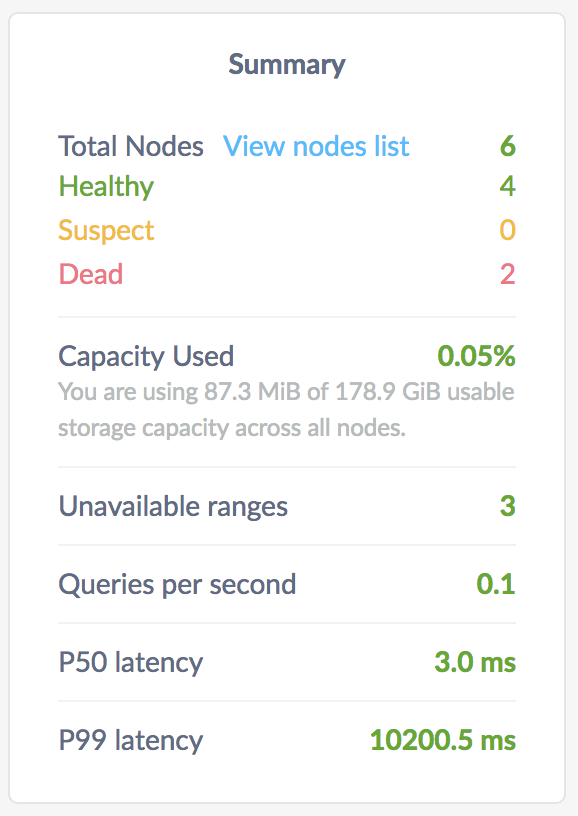 Summary
Total Nodes View nodes list 6
Healthy 4
Suspect 0
Dead 2
Capacity Used 0.05%
You are using 87.3 MiB of 178.9 GiB usable
storage capacity across all nodes.
Unavailable ranges 3
Queries per second 0.1
P50 latency 3.0 ms
P99 latency 10200.5 ms